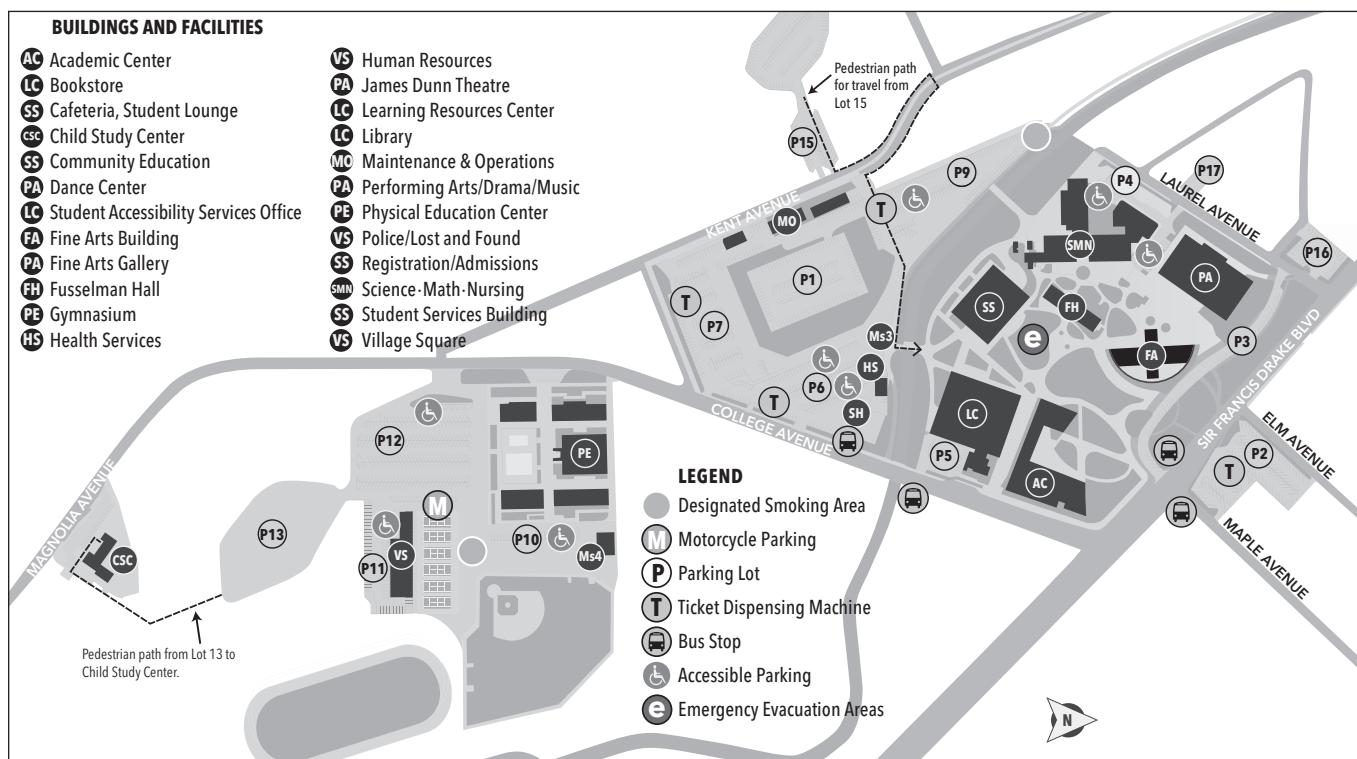 BUILDINGS AND FACILITIES
AC Academic Center
LC Bookstore
SS Cafeteria, Student Lounge
CSC Child Study Center
SS Community Education
PA Dance Center
LC Student Accessibility Services Office
FA Fine Arts Building
PA Fine Arts Gallery
FH Fusselman Hall
PE Gymnasium
HS Health Services
VS Human Resources
PA James Dunn Theatre
LC Learning Resources Center
LC Library
MO Maintenance & Operations
PA Performing Arts/Drama/Music
PE Physical Education Center
VS Police/Lost and Found
SS Registration/Admissions
SMN Science·Math·Nursing
SS Student Services Building
VS Village Square
Pedestrian path
for travel from
Lot 15
P15
P9
P4
P17
LAUREL AVENUE
KENT AVENUE
MO
T
SMN
P16
P1
SS
PA
T
P7
FH
Ms3
e
P3
FA
HS
P6
T
SH
LC
COLLEGE AVENUE
SIR FRANCIS DRAKE BLVD
ELM AVENUE
P12
PE
P5
AC
P2
T
MAPLE AVENUE
MAGNOLIA AVENUE
M
P13
P10
CSC
P11
VS
Ms4
Pedestrian path from Lot 13 to
Child Study Center.
LEGEND
Designated Smoking Area
M Motorcycle Parking
P Parking Lot
T Ticket Dispensing Machine
Bus Stop
Accessible Parking
e Emergency Evacuation Areas
N